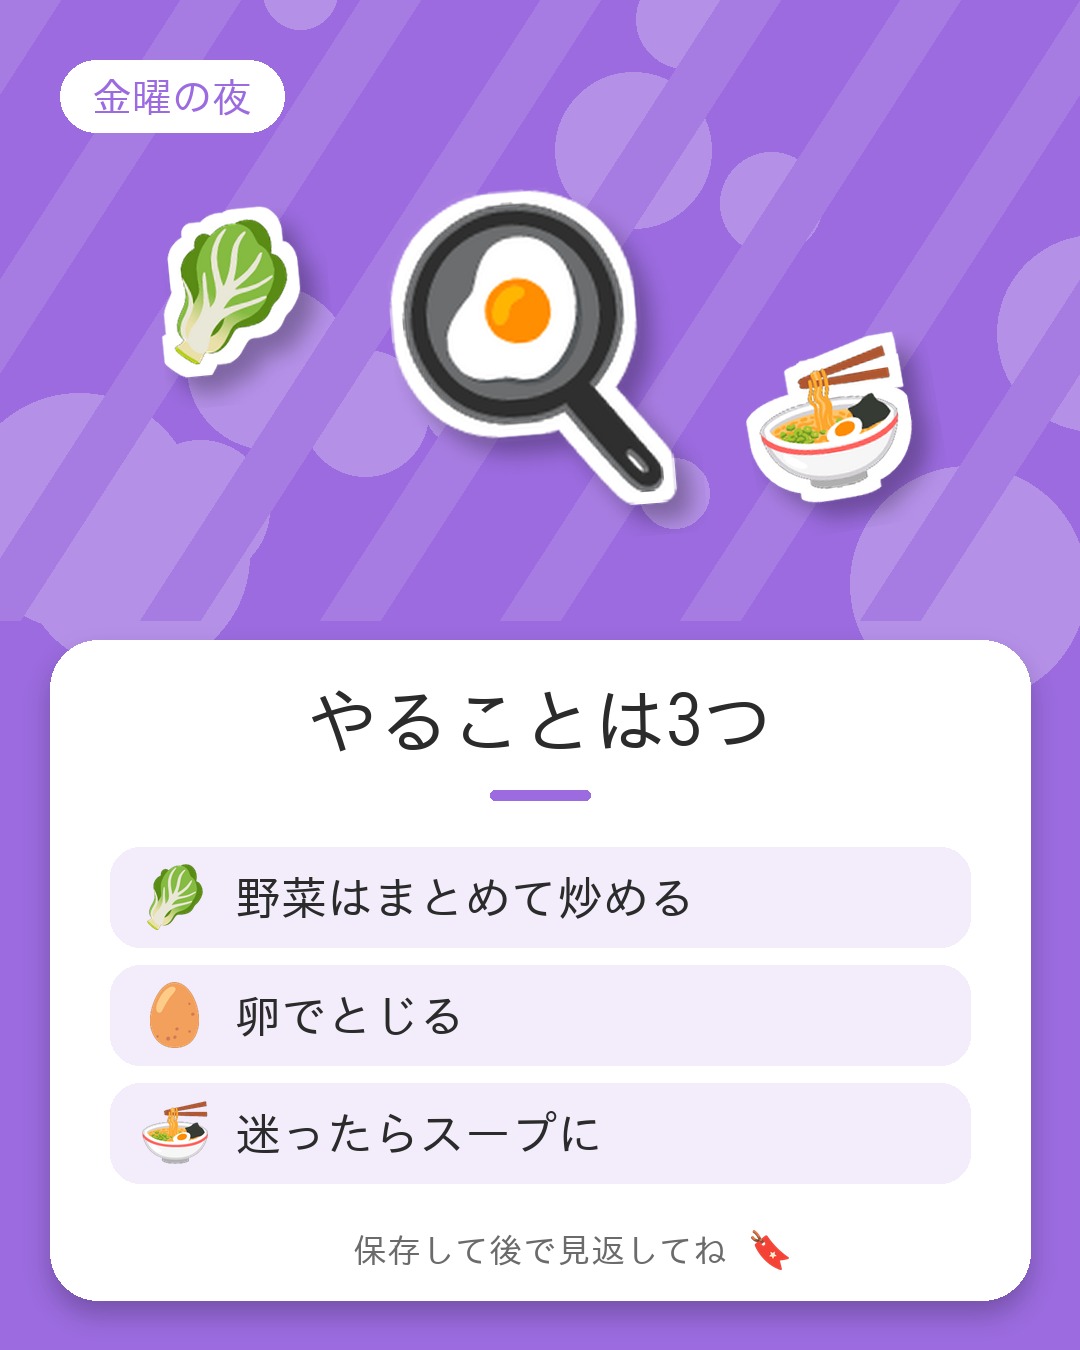 金曜の夜
やることは3つ
野菜はまとめて炒める
卵でとじる
迷ったらスープに
保存して後で見返してね